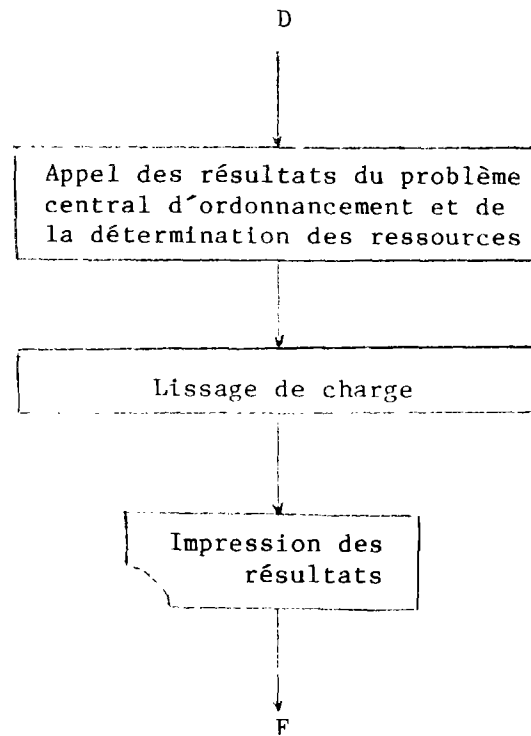 D
Appel des résultats du problème
central d'ordonnancement et de
la détermination des ressources
Lissage de charge
Impression des
résultats
F